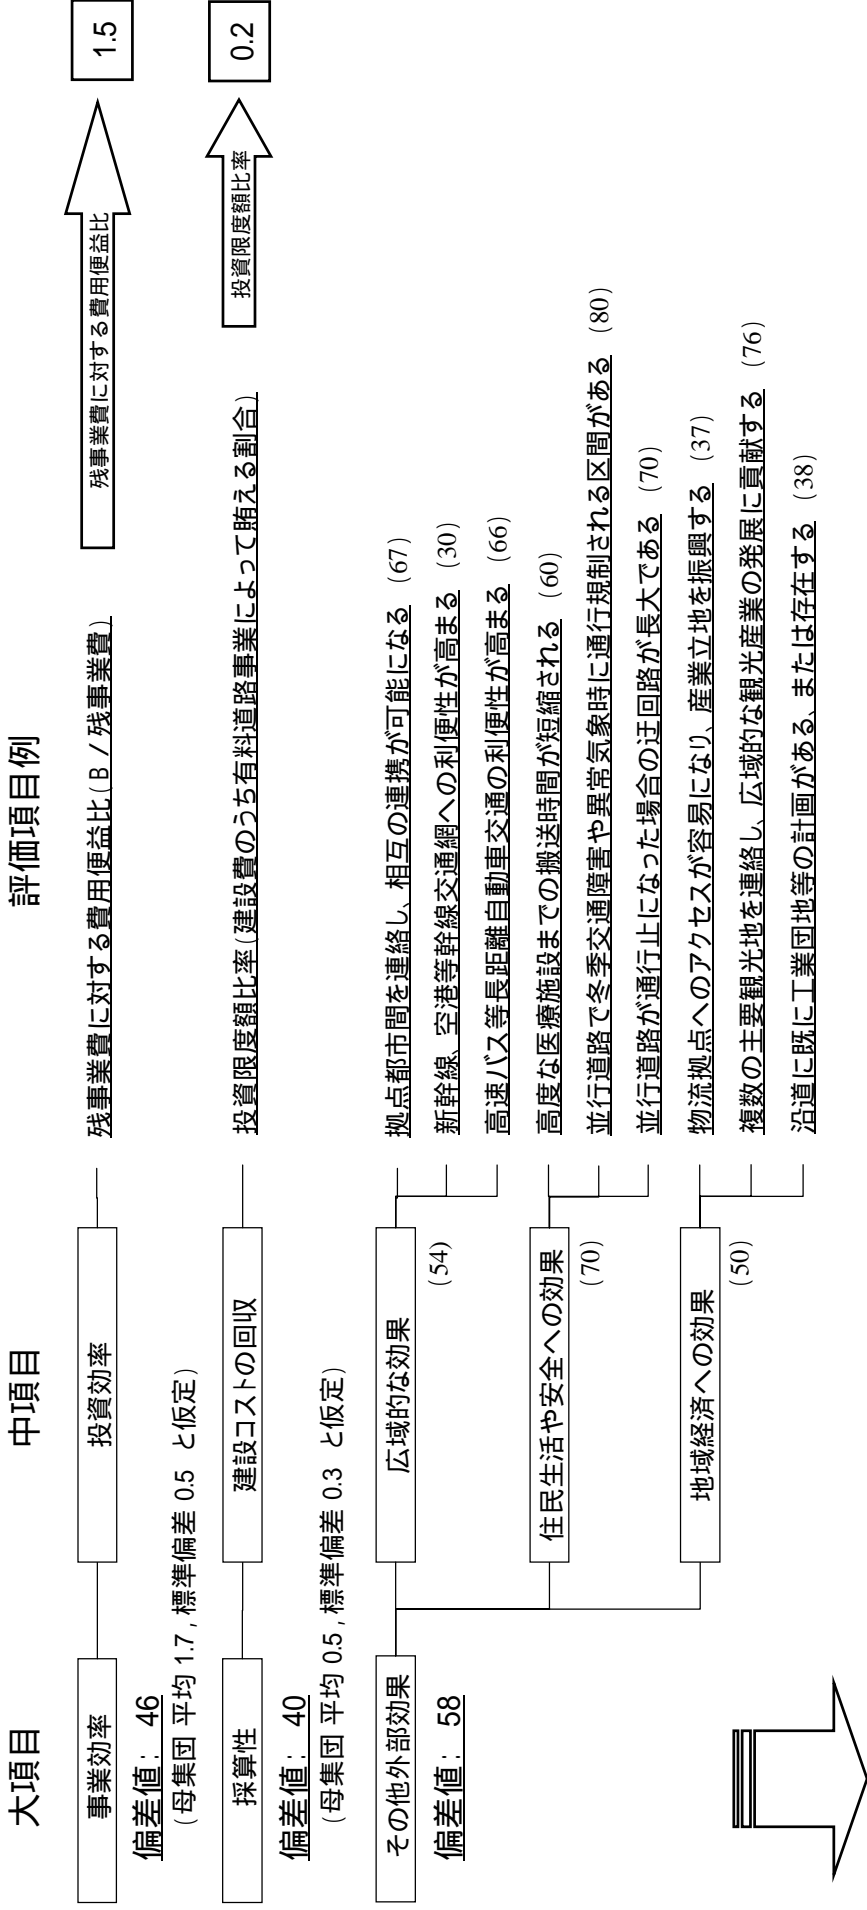 大項目
中項目
評価項目例
事業効率
投資効率
残事業費に対する費用便益比(B/残事業費)
残事業費に対する費用便益比
1.5
偏差値: 46
(母集団 平均 1.7 , 標準偏差 0.5 と仮定)
採算性
建設コストの回収
投資限度額比率(建設費のうち有料道路事業によって賄える割合)
投資限度額比率
0.2
偏差値: 40
(母集団 平均 0.5 , 標準偏差 0.3 と仮定)
その他外部効果
偏差値: 58
広域的な効果
(54)
拠点都市間を連絡し、相互の連携が可能になる (67)
新幹線、空港等幹線交通網への利便性が高まる (30)
高速バス等長距離自動車交通の利便性が高まる (66)
住民生活や安全への効果
(70)
高度な医療施設までの搬送時間が短縮される (60)
並行道路で冬季交通障害や異常気象時に通行規制される区間がある (80)
並行道路が通行止になった場合の迂回路が長大である (70)
地域経済への効果
(50)
物流拠点へのアクセスが容易になり、産業立地を振興する (37)
複数の主要観光地を連絡し、広域的な観光産業の発展に貢献する (76)
沿道に既に工業団地等の計画がある、または存在する (38)